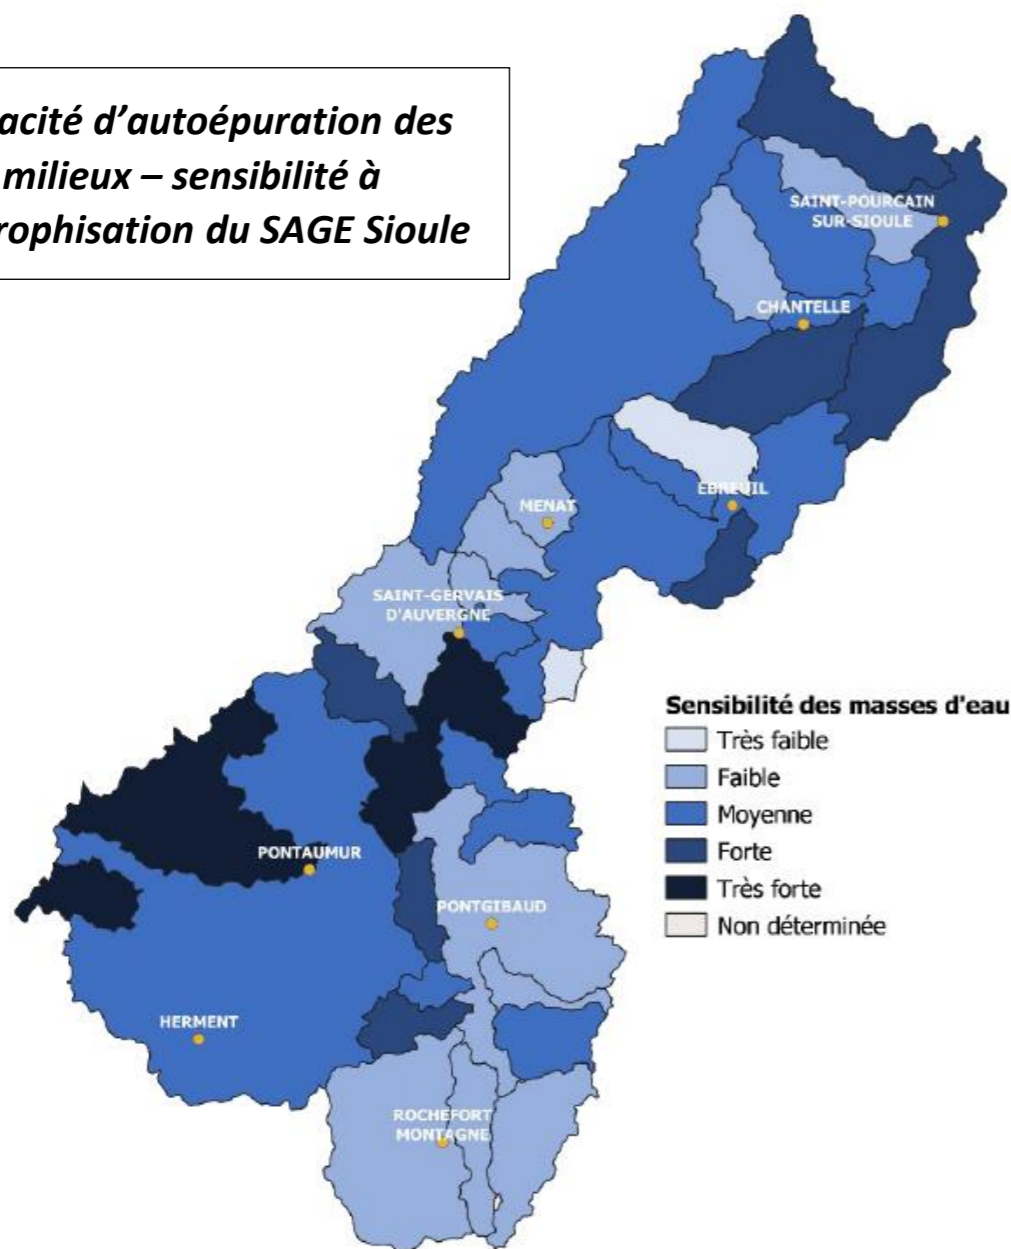 acité d’autoépuration des
milieux – sensibilité à
rophisation du SAGE Sioule
SAINT-POURCAIN
SUR-SIOULE
CHANTELLE
EBREUIL
MENAT
SAINT-GERVAIS
D'AUVERGNE
Sensibilité des masses d'eau
Très faible
Faible
Moyenne
Forte
Très forte
Non déterminée
PONTAUMUR
PONTGIBAUD
HERMENT
ROCHEFORT
MONTAGNE